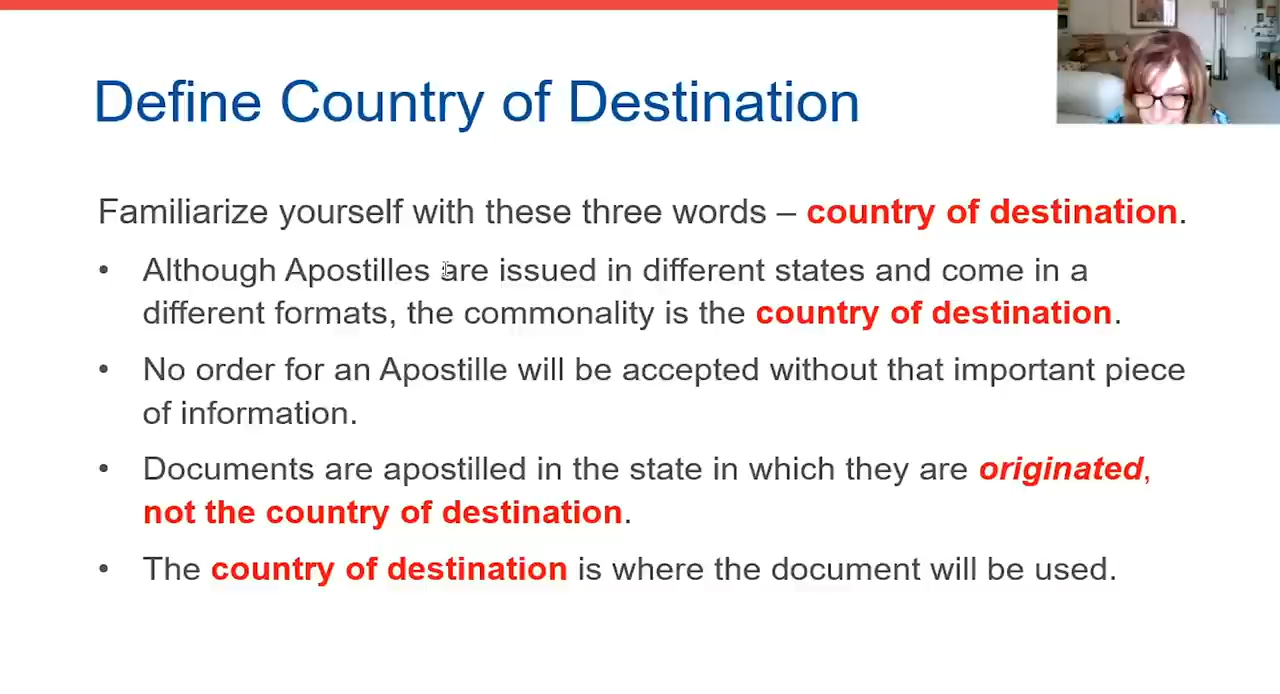 Define Country of Destination
Familiarize yourself with these three words – country of destination.
• Although Apostilles are issued in different states and come in a
different formats, the commonality is the country of destination.
• No order for an Apostille will be accepted without that important piece
of information.
• Documents are apostilled in the state in which they are originated,
not the country of destination.
• The country of destination is where the document will be used.